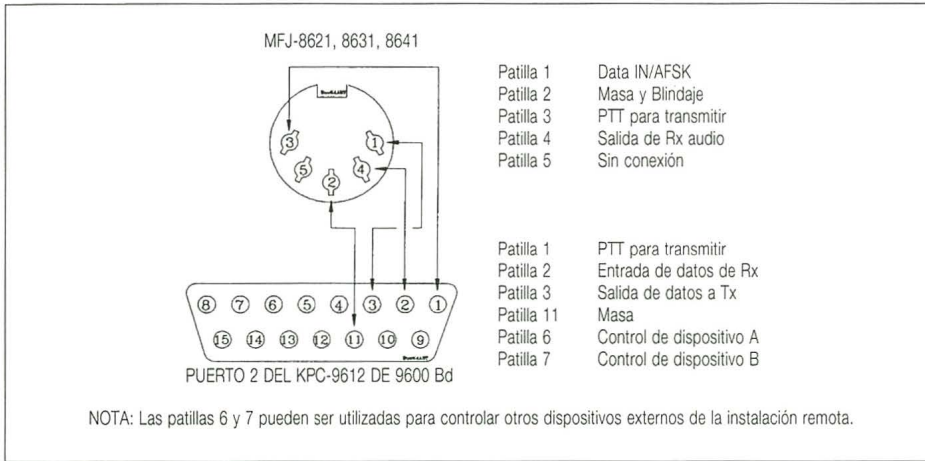 MFJ-8621, 8631, 8641
3
1
5
4
2
Patilla 1 Data IN/AFSK
Patilla 2 Masa y Blindaje
Patilla 3 PTT para transmitir
Patilla 4 Salida de Rx audio
Patilla 5 Sin conexión
8 7 6 5 4 3 2 1
15 14 13 12 11 10 9
PUERTO 2 DEL KPC-9612 DE 9600 Bd
Patilla 1 PTT para transmitir
Patilla 2 Entrada de datos de Rx
Patilla 3 Salida de datos a Tx
Patilla 11 Masa
Patilla 6 Control de dispositivo A
Patilla 7 Control de dispositivo B
NOTA: Las patillas 6 y 7 pueden ser utilizadas para controlar otros dispositivos externos de la instalación remota.